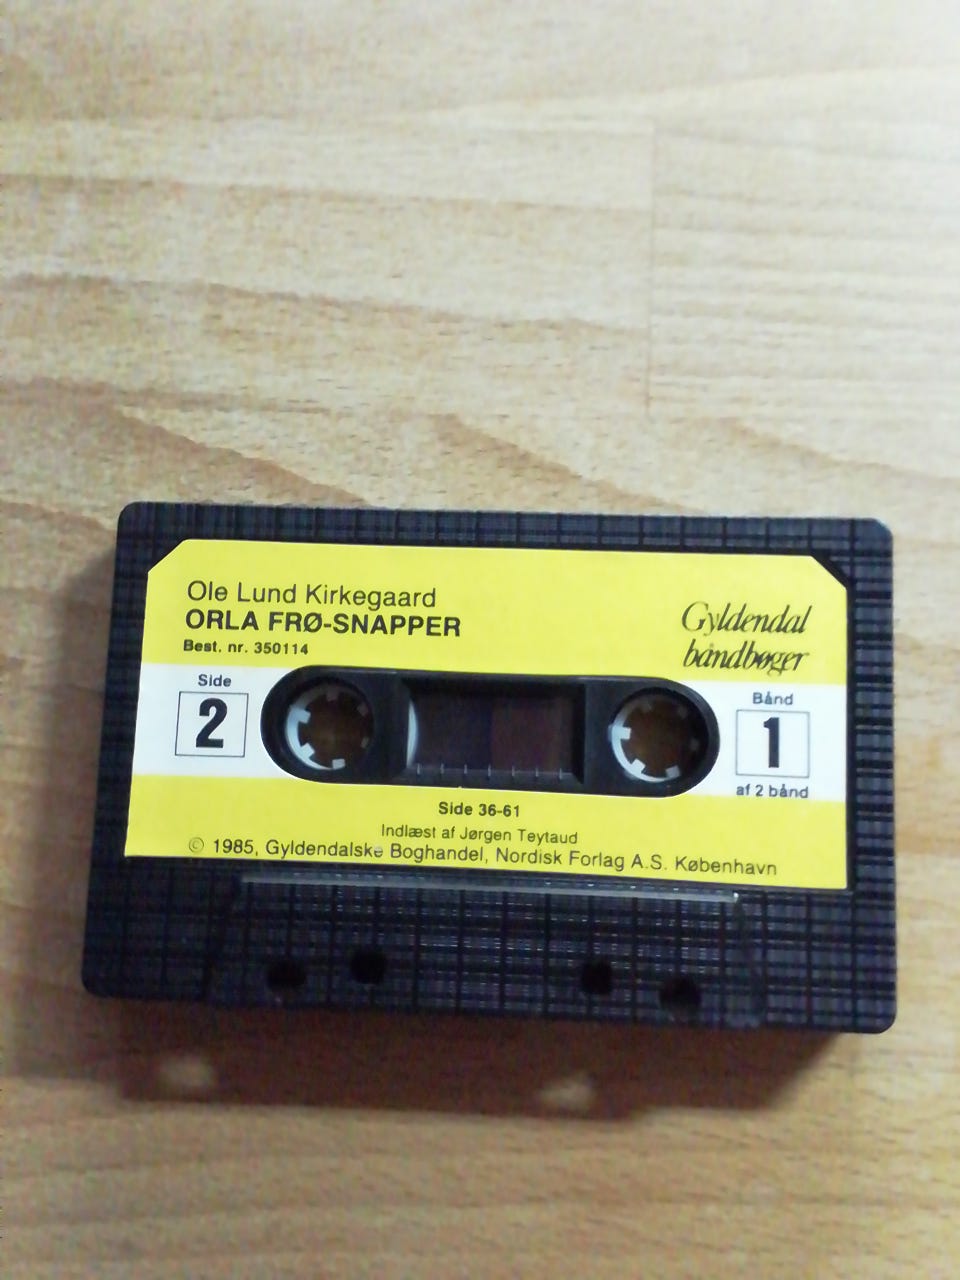 Ole Lund Kirkegaard
ORLA FRØ-SNAPPER
Best. nr. 350114
Gyldendal
båndbøger
Side
2
Bånd
1
af 2 bånd
Side 36-61
Indlæst af Jørgen Teytaud
© 1985, Gyldendalske Boghandel, Nordisk Forlag A.S. København